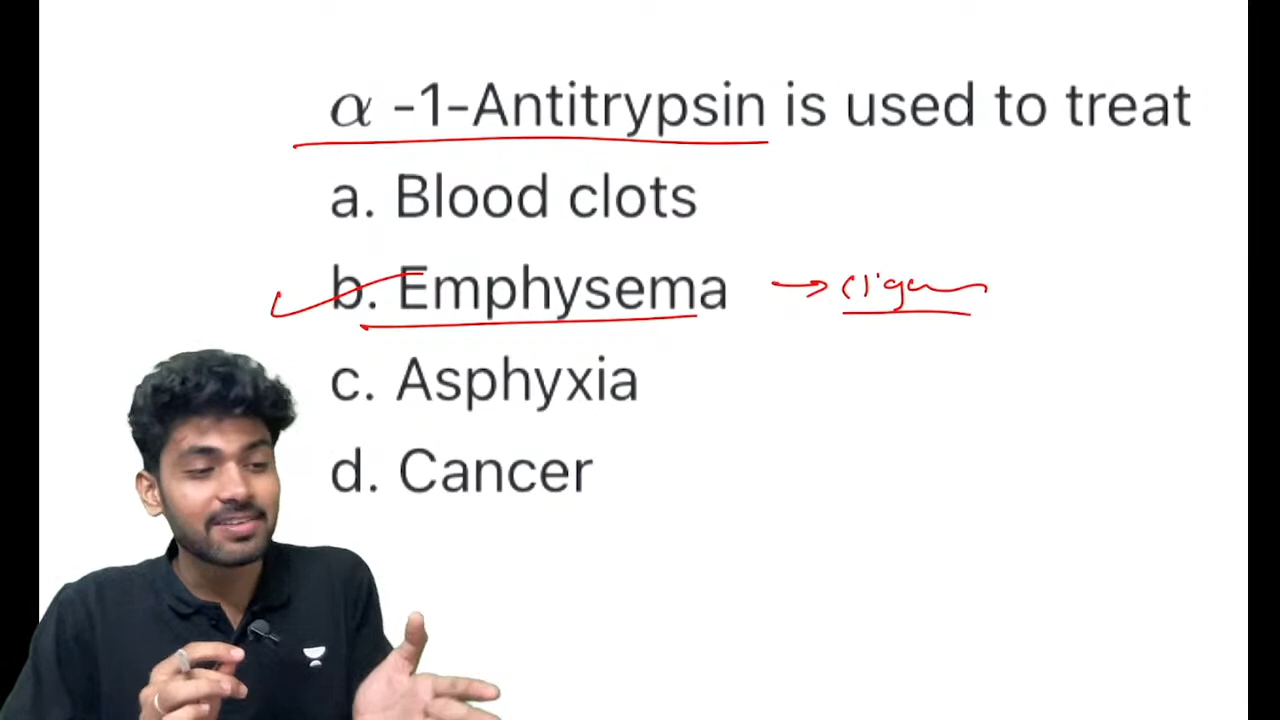 α -1-Antitrypsin is used to treat
a. Blood clots
b. Emphysema →
c. Asphyxia
d. Cancer